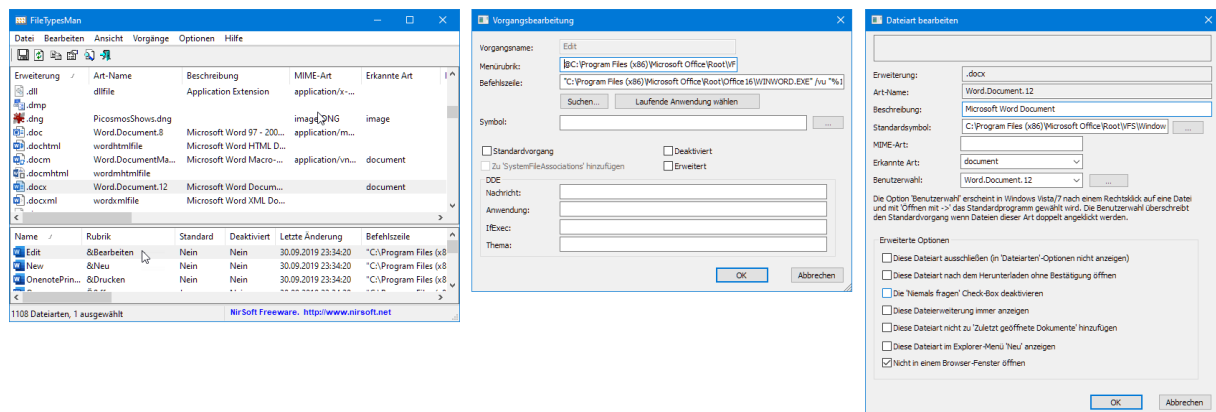 FileTypesMan
Datei Bearbeiten Ansicht Vorgänge Optionen Hilfe
Erweiterung Art-Name Beschreibung MIME-Art Erkannte Art
.dll dllfile Application Extension application/x-...
.dmp
.dng PicosmosShows.dng image/DNG image
.doc Word.Document.8 Microsoft Word 97 - 200... application/m...
.dochtml wordhtmlfile Microsoft Word HTML D...
.docm Word.DocumentMa... Microsoft Word Macro-... application/vn... document
.docmhtml wordmhtmlfile
.docx Word.Document.12 Microsoft Word Docum... document
.docxml wordxmlfile Microsoft Word XML Do...
Name Rubrik Standard Deaktiviert Letzte Änderung Befehlszeile
Edit &Bearbeiten Nein Nein 30.09.2019 23:34:20 "C:\Program Files (x8
New &Neu Nein Nein 30.09.2019 23:34:20 "C:\Program Files (x8
OnenotePrin... &Drucken Nein Nein 30.09.2019 23:34:20 "C:\Program Files (x8
1108 Dateiarten, 1 ausgewählt NirSoft Freeware. http://www.nirsoft.net
Vorgangsbearbeitung
Vorgangsname: Edit
Menürubrik: @C:\Program Files (x86)\Microsoft Office\Root\VF
Befehlszeile: "C:\Program Files (x86)\Microsoft Office\Root\Office16\WINWORD.EXE" /vu "%1
Suchen... Laufende Anwendung wählen
Symbol: ...
Standardvorgang Deaktiviert
Zu 'SystemFileAssociations' hinzufügen Erweitert
DDE
Nachricht:
Anwendung:
IfExec:
Thema:
OK Abbrechen
Dateiart bearbeiten
Erweiterung: .docx
Art-Name: Word.Document.12
Beschreibung: Microsoft Word Document
Standardsymbol: C:\Program Files (x86)\Microsoft Office\Root\VFS\Window ...
MIME-Art:
Erkannte Art: document
Benutzerwahl: Word.Document.12 ...
Die Option 'Benutzerwahl' erscheint in Windows Vista/7 nach einem Rechtsklick auf eine Datei
und mit 'Öffnen mit ->' das Standardprogramm gewählt wird. Die Benutzerwahl überschreibt
den Standardvorgang wenn Dateien dieser Art doppelt angeklickt werden.
Erweiterte Optionen
Diese Dateiart ausschließen (in 'Dateiarten'-Optionen nicht anzeigen)
Diese Dateiart nach dem Herunterladen ohne Bestätigung öffnen
Die 'Niemals fragen' Check-Box deaktivieren
Diese Dateierweiterung immer anzeigen
Diese Dateiart nicht zu 'Zuletzt geöffnete Dokumente' hinzufügen
Diese Dateiart im Explorer-Menü 'Neu' anzeigen
Nicht in einem Browser-Fenster öffnen
OK Abbrechen